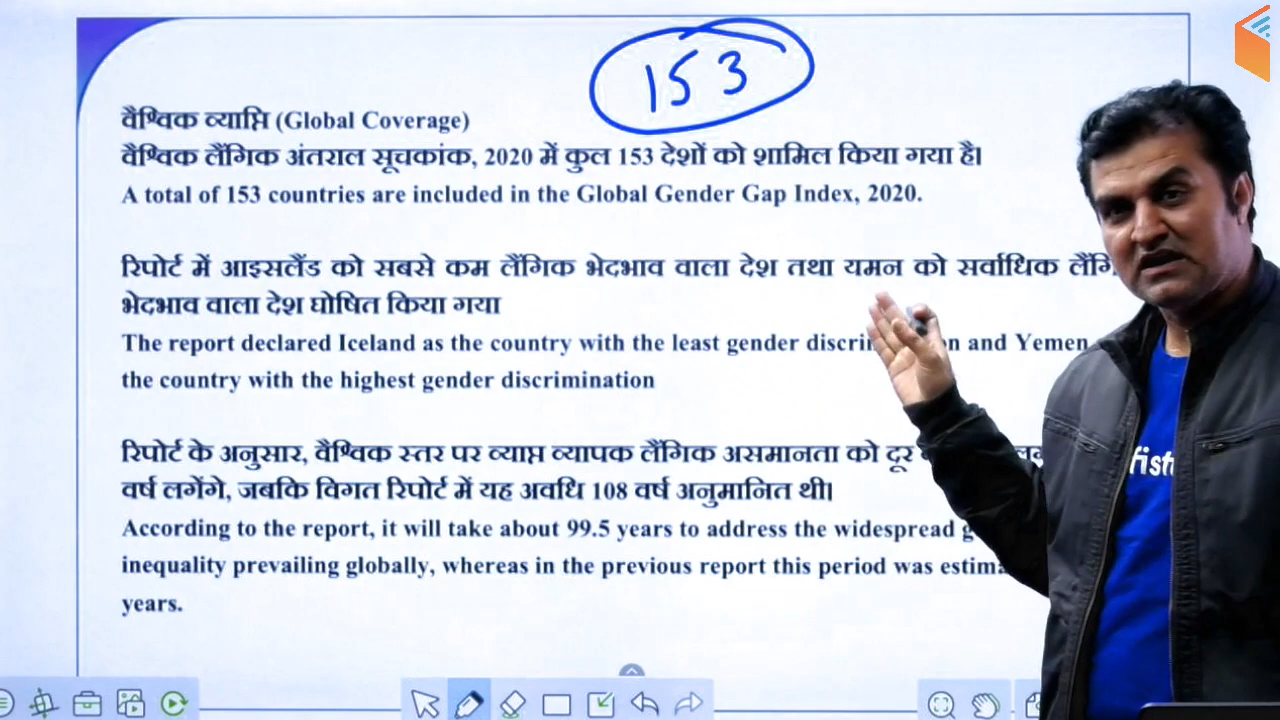 153
वैश्विक व्याप्ति (Global Coverage)
वैश्विक लैंगिक अंतराल सूचकांक, 2020 में कुल 153 देशों को शामिल किया गया है।
A total of 153 countries are included in the Global Gender Gap Index, 2020.
रिपोर्ट में आइसलैंड को सबसे कम लैंगिक भेदभाव वाला देश तथा यमन को सर्वाधिक
भेदभाव वाला देश घोषित किया गया
The report declared Iceland as the country with the least gender and Yemen
the country with the highest gender discrimination
रिपोर्ट के अनुसार, वैश्विक स्तर पर व्याप्त व्यापक लैंगिक असमानता को दूर
वर्ष लगेंगे, जबकि विगत रिपोर्ट में यह अवधि 108 वर्ष अनुमानित थी।
According to the report, it will take about 99.5 years to address the widespread
inequality prevailing globally, whereas in the previous report this period was
years.